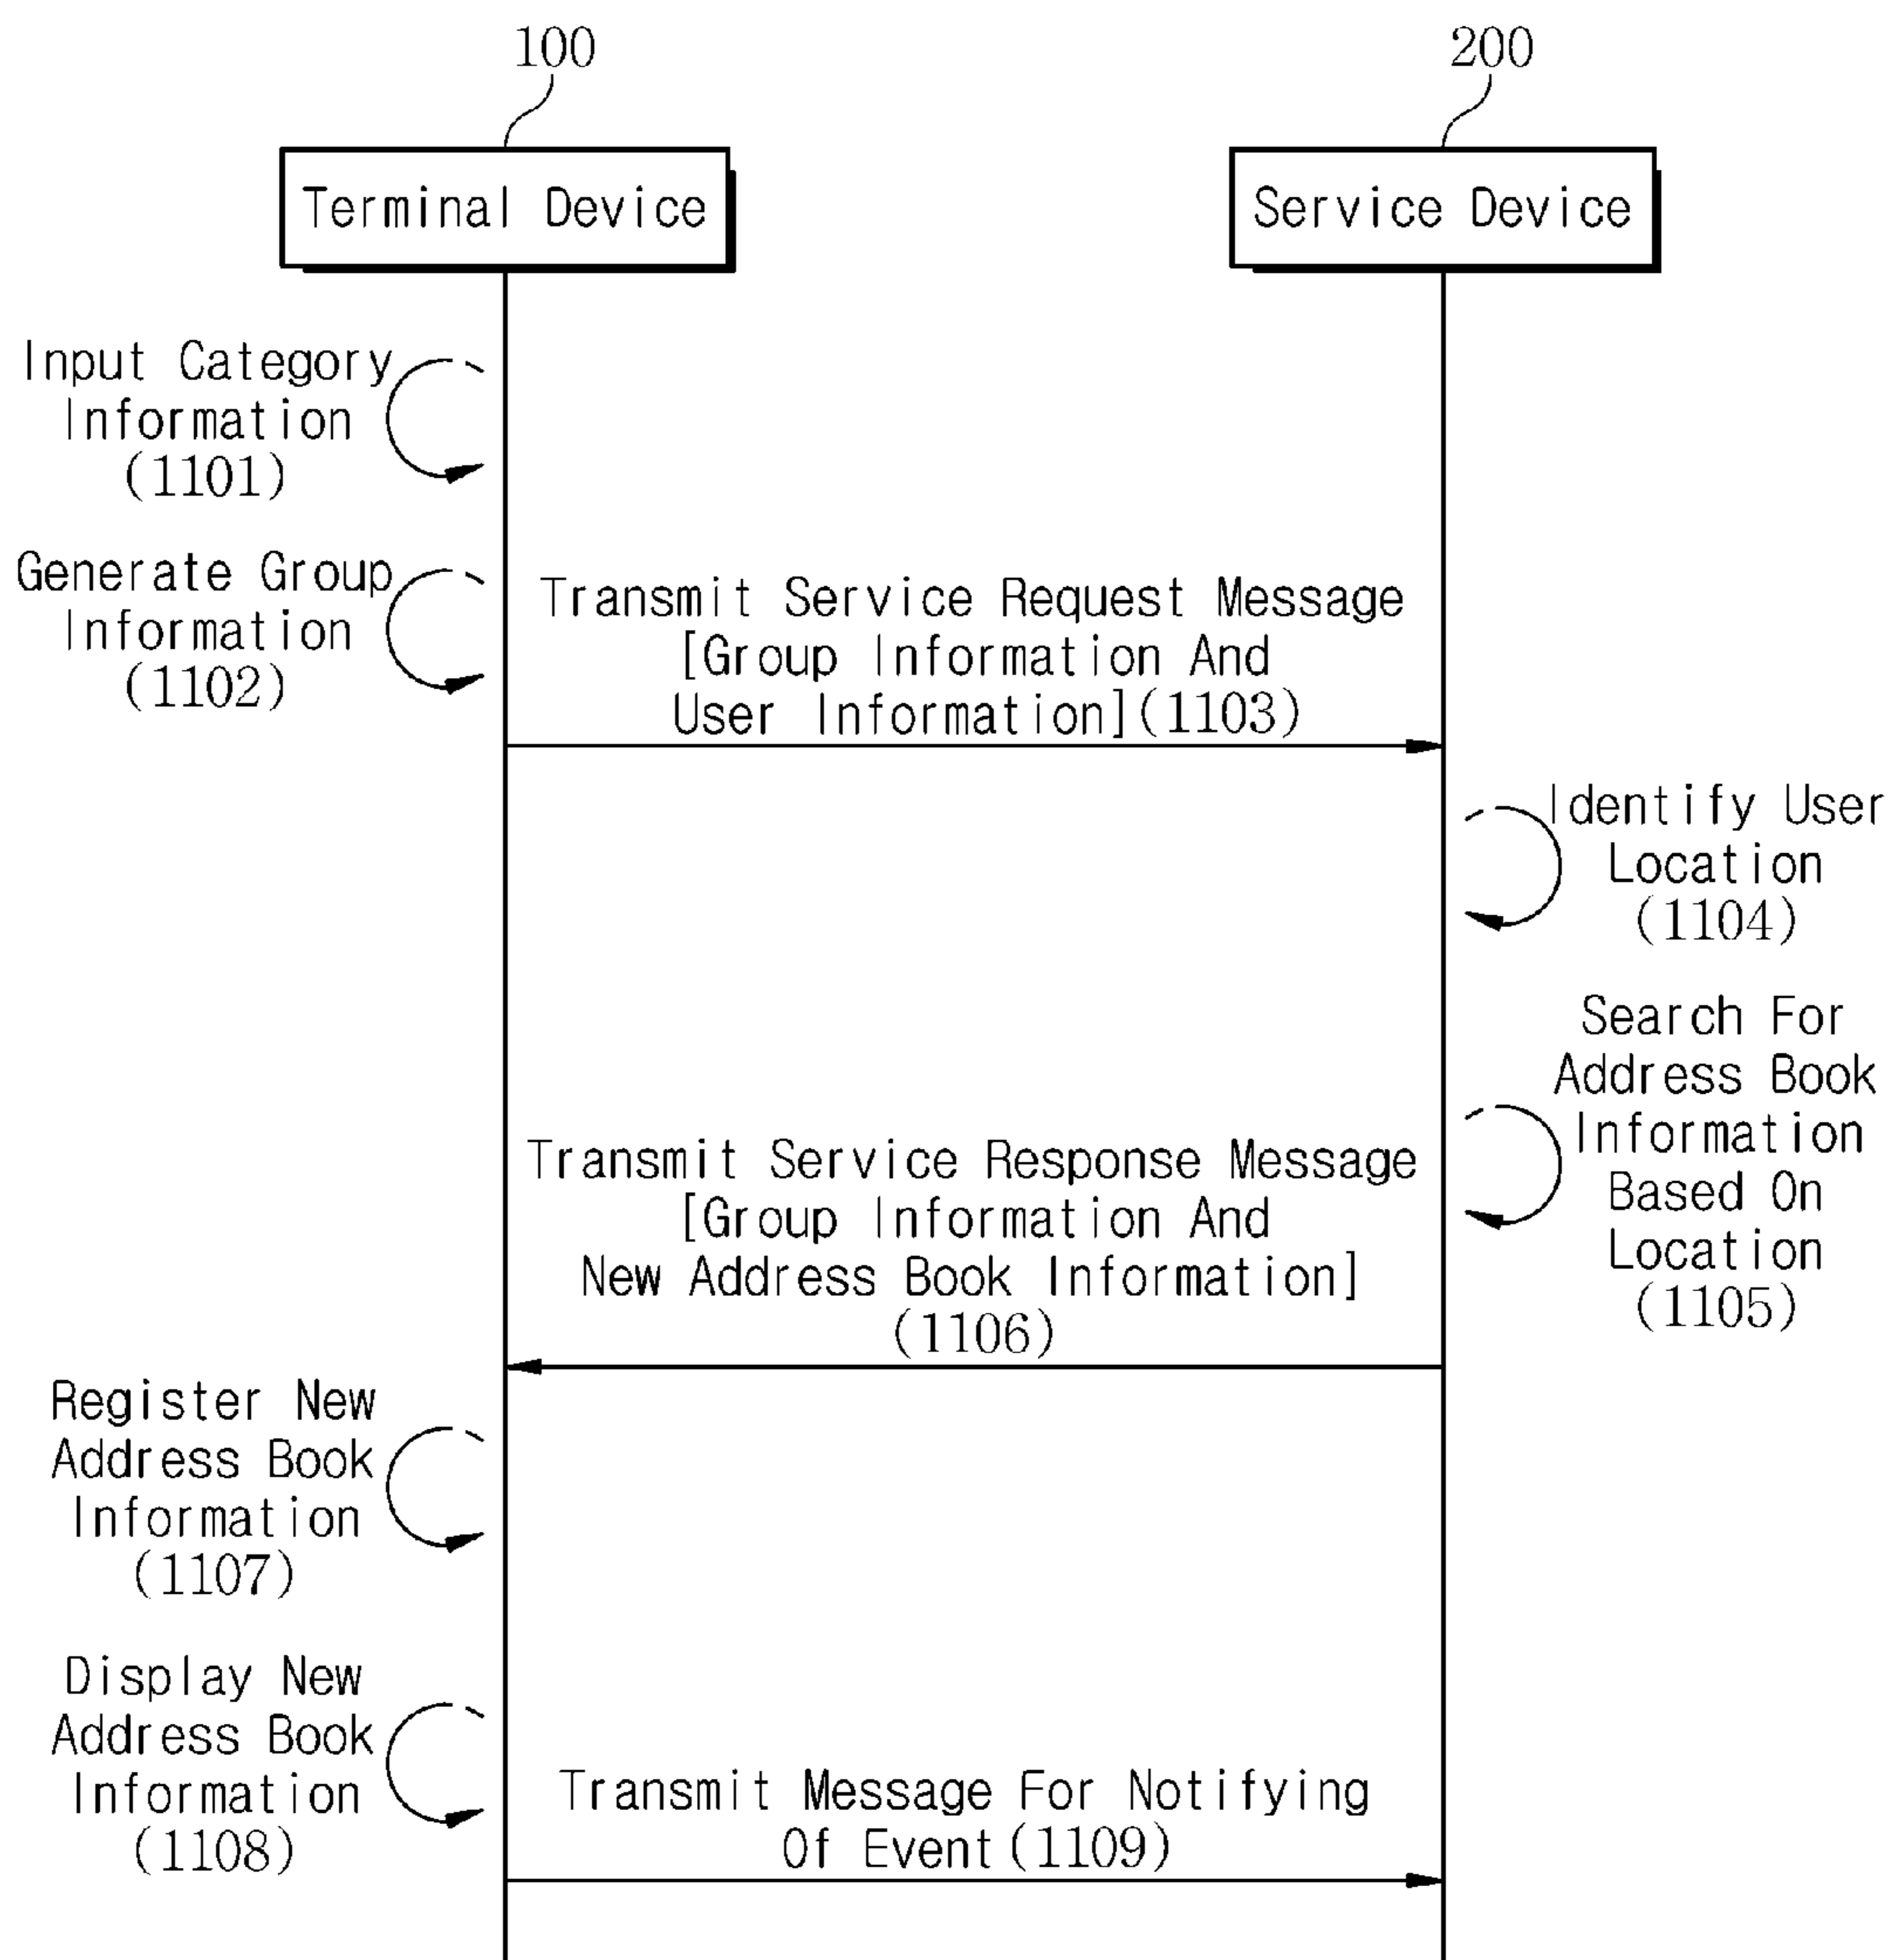 100
200
Terminal Device
Service Device
Input Category
Information
(1101)
Generate Group
Information
(1102)
Transmit Service Request Message
[Group Information And
User Information](1103)
Identify User
Location
(1104)
Search For
Address Book
Information
Based On
Location
(1105)
Transmit Service Response Message
[Group Information And
New Address Book Information]
(1106)
Register New
Address Book
Information
(1107)
Display New
Address Book
Information
(1108)
Transmit Message For Notifying
Of Event(1109)